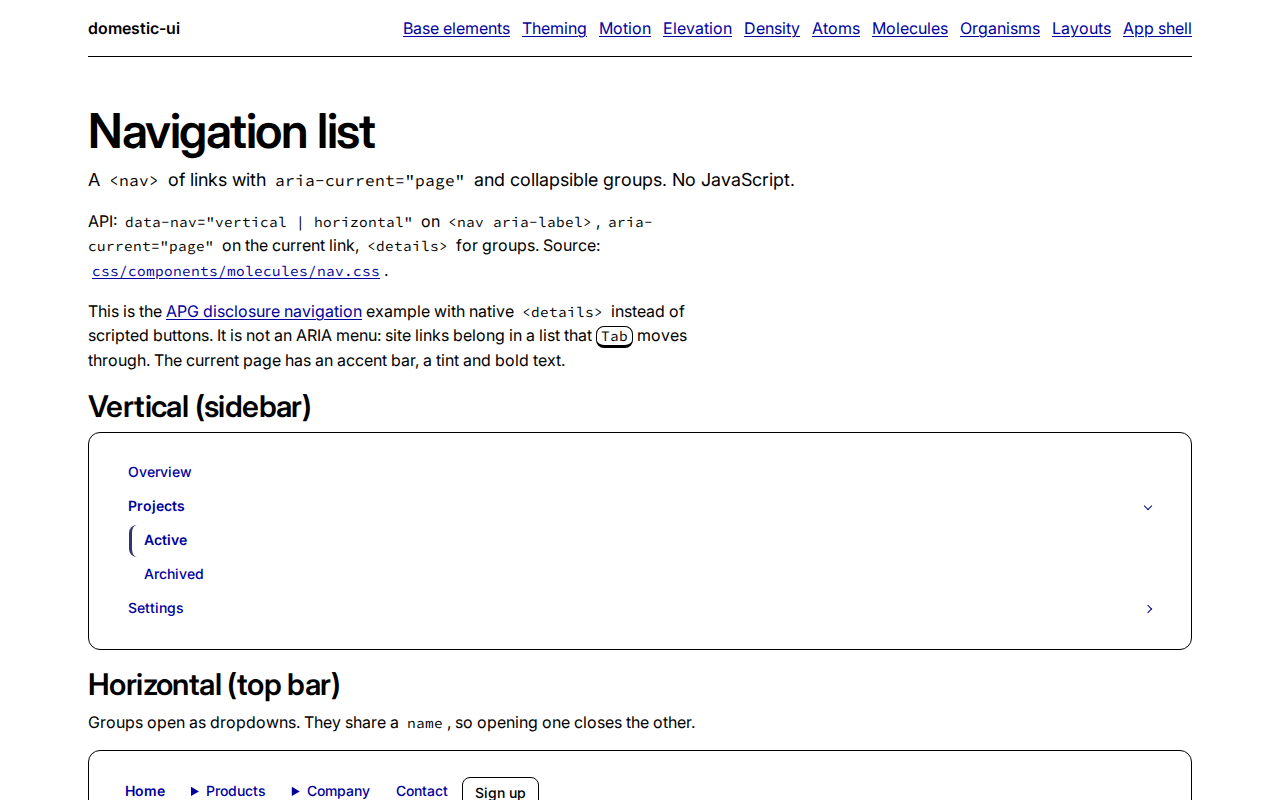 domestic-ui
Base elements Theming Motion Elevation Density Atoms Molecules Organisms Layouts App shell
Navigation list
A <nav> of links with aria-current="page" and collapsible groups. No JavaScript.
API: data-nav="vertical | horizontal" on <nav aria-label>, aria-
current="page" on the current link, <details> for groups. Source:
css/components/molecules/nav.css.
This is the APG disclosure navigation example with native <details> instead of
scripted buttons. It is not an ARIA menu: site links belong in a list that Tab moves
through. The current page has an accent bar, a tint and bold text.
Vertical (sidebar)
Overview
Projects
Active
Archived
Settings
Horizontal (top bar)
Groups open as dropdowns. They share a name, so opening one closes the other.
Home Products Company Contact Sign up